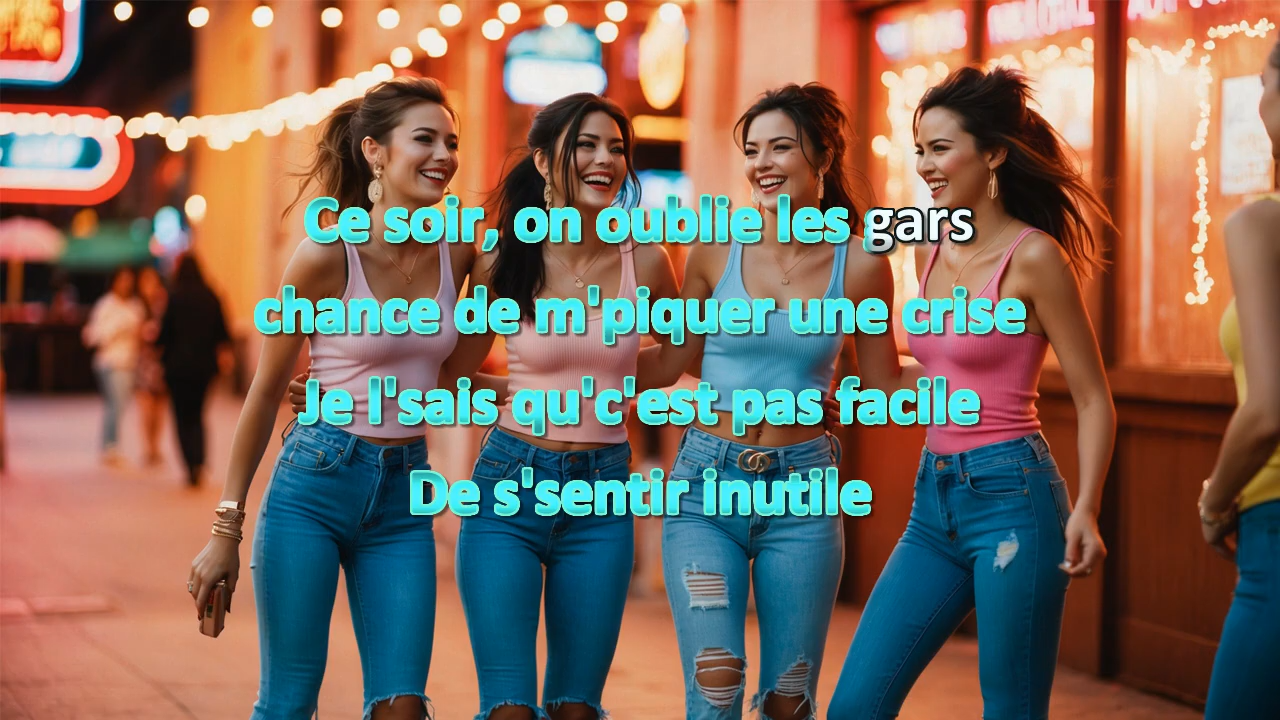 Ce soir, on oublie les gars
chance de m'piquer une crise
Je l'sais qu'c'est pas facile
De s'sentir inutile